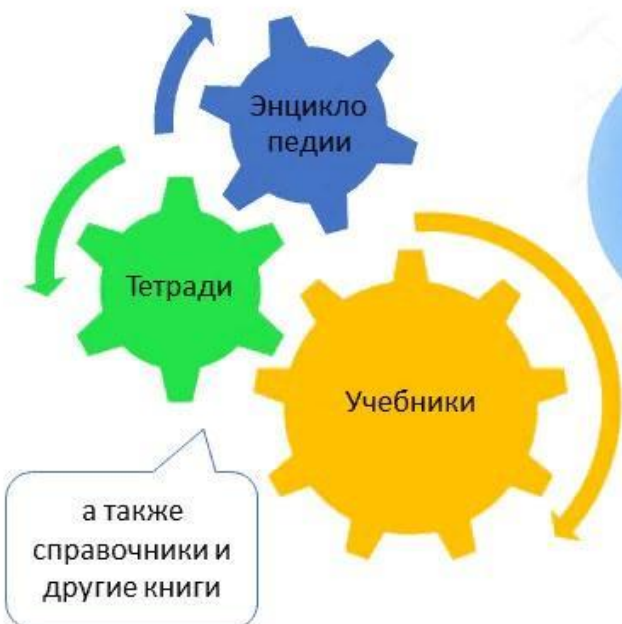 Энцикло
педии
Тетради
Учебники
а также
справочники и
другие книги